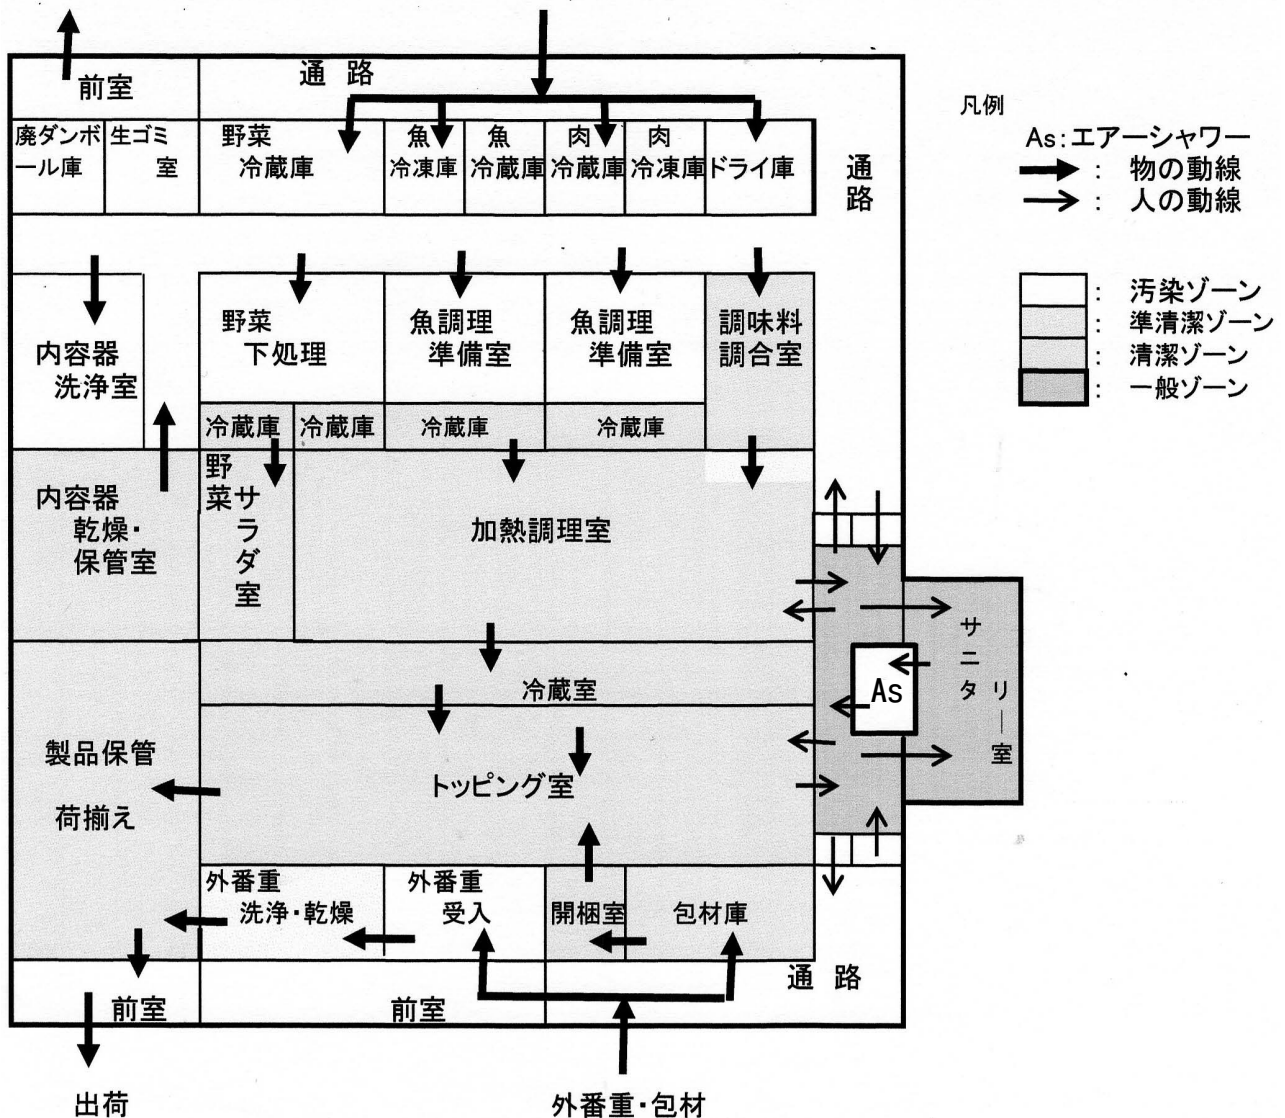 通路
前室
廃ダンボ
ール庫
生ゴミ
室
野菜
冷蔵庫
魚
冷凍庫
魚
冷蔵庫
肉
冷蔵庫
肉
冷凍庫
ドライ庫
通
路
凡例
As:エアーシャワー
: 物の動線
: 人の動線
: 汚染ゾーン
: 準清潔ゾーン
: 清潔ゾーン
: 一般ゾーン
内容器
洗浄室
野菜
下処理
魚調理
準備室
魚調理
準備室
調味料
調合室
冷蔵庫
冷蔵庫
冷蔵庫
冷蔵庫
内容器
乾燥・
保管室
野菜
サラダ室
加熱調理室
サニタリー室
As
冷蔵室
製品保管
荷揃え
トッピング室
外番重
洗浄・乾燥
外番重
受入
開梱室
包材庫
通路
前室
前室
出荷
外番重・包材